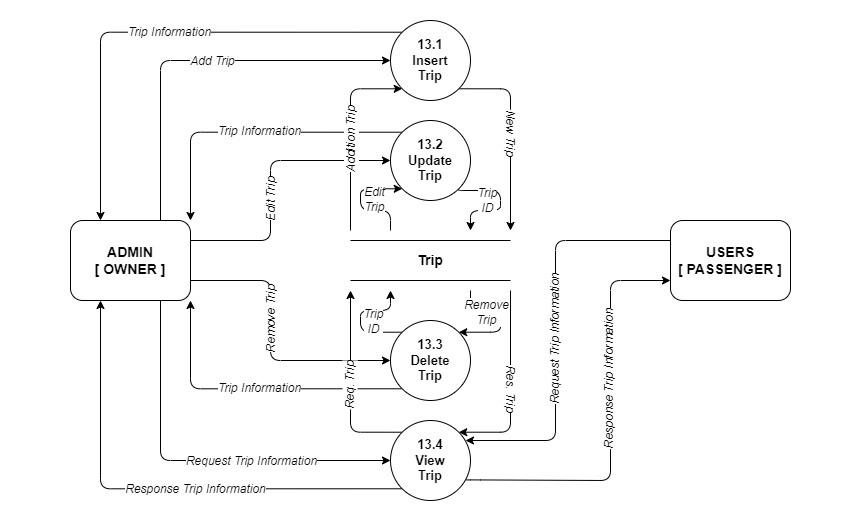 Trip Information
13.1
Insert
Trip
Add Trip
Addition Trip
New Trip
Trip Information
13.2
Update
Trip
Edit Trip
Edit
Trip
Trip
ID
ADMIN
[ OWNER ]
Trip
USERS
[ PASSENGER ]
Remove Trip
Trip
ID
Remove
Trip
13.3
Delete
Trip
Request Trip Information
Response Trip Information
Req. Trip
Res. Trip
Trip Information
13.4
View
Trip
Request Trip Information
Response Trip Information